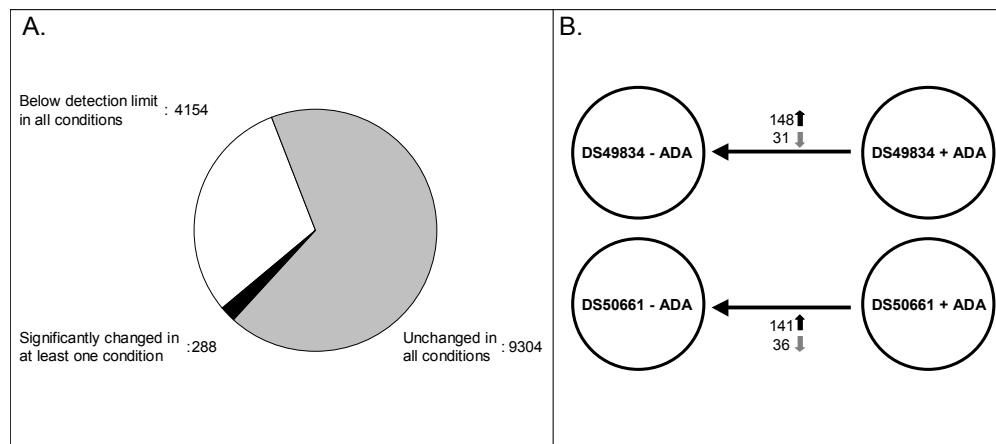 A.
Below detection limit
in all conditions
: 4154
Significantly changed in
at least one condition
:288
Unchanged in
all conditions
: 9304
B.
DS49834 - ADA
148
31
DS49834 + ADA
DS50661 - ADA
141
36
DS50661 + ADA